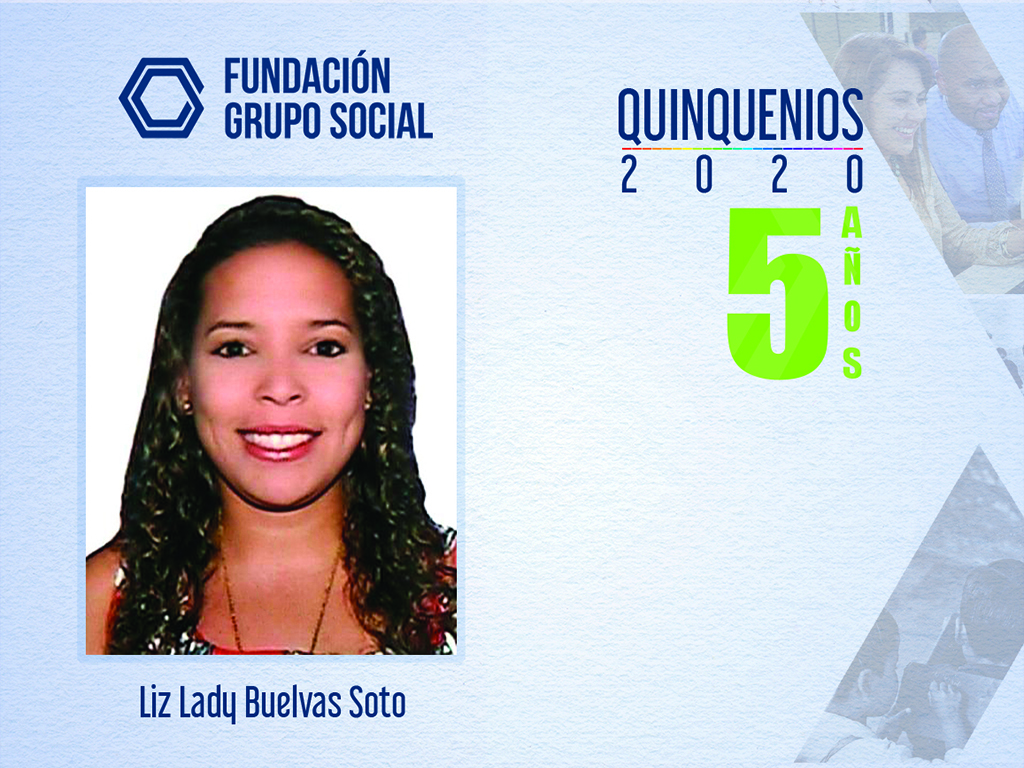 FUNDACIÓN
GRUPO SOCIAL
QUINQUENIOS
2020
5 AÑOS
Liz Lady Buelvas Soto